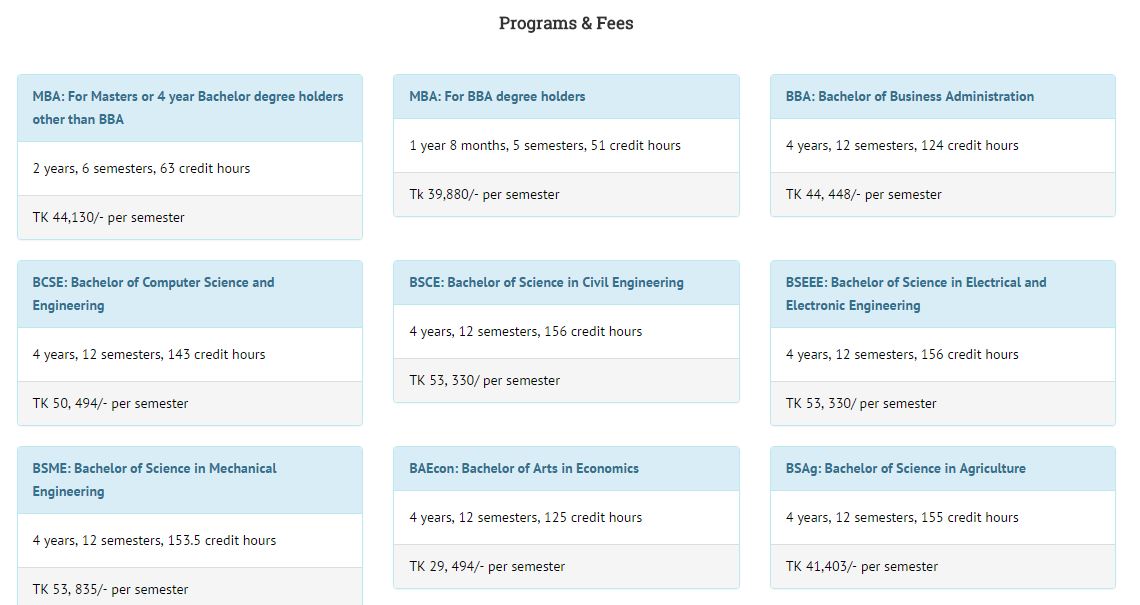 Programs & Fees
MBA: For Masters or 4 year Bachelor degree holders
other than BBA
2 years, 6 semesters, 63 credit hours
TK 44,130/- per semester
MBA: For BBA degree holders
1 year 8 months, 5 semesters, 51 credit hours
Tk 39,880/- per semester
BBA: Bachelor of Business Administration
4 years, 12 semesters, 124 credit hours
TK 44, 448/- per semester
BCSE: Bachelor of Computer Science and
Engineering
4 years, 12 semesters, 143 credit hours
TK 50, 494/- per semester
BSCE: Bachelor of Science in Civil Engineering
4 years, 12 semesters, 156 credit hours
TK 53, 330/ per semester
BSEEE: Bachelor of Science in Electrical and
Electronic Engineering
4 years, 12 semesters, 156 credit hours
TK 53, 330/ per semester
BSME: Bachelor of Science in Mechanical
Engineering
4 years, 12 semesters, 153.5 credit hours
TK 53, 835/- per semester
BAEcon: Bachelor of Arts in Economics
4 years, 12 semesters, 125 credit hours
TK 29, 494/- per semester
BSAg: Bachelor of Science in Agriculture
4 years, 12 semesters, 155 credit hours
TK 41,403/- per semester